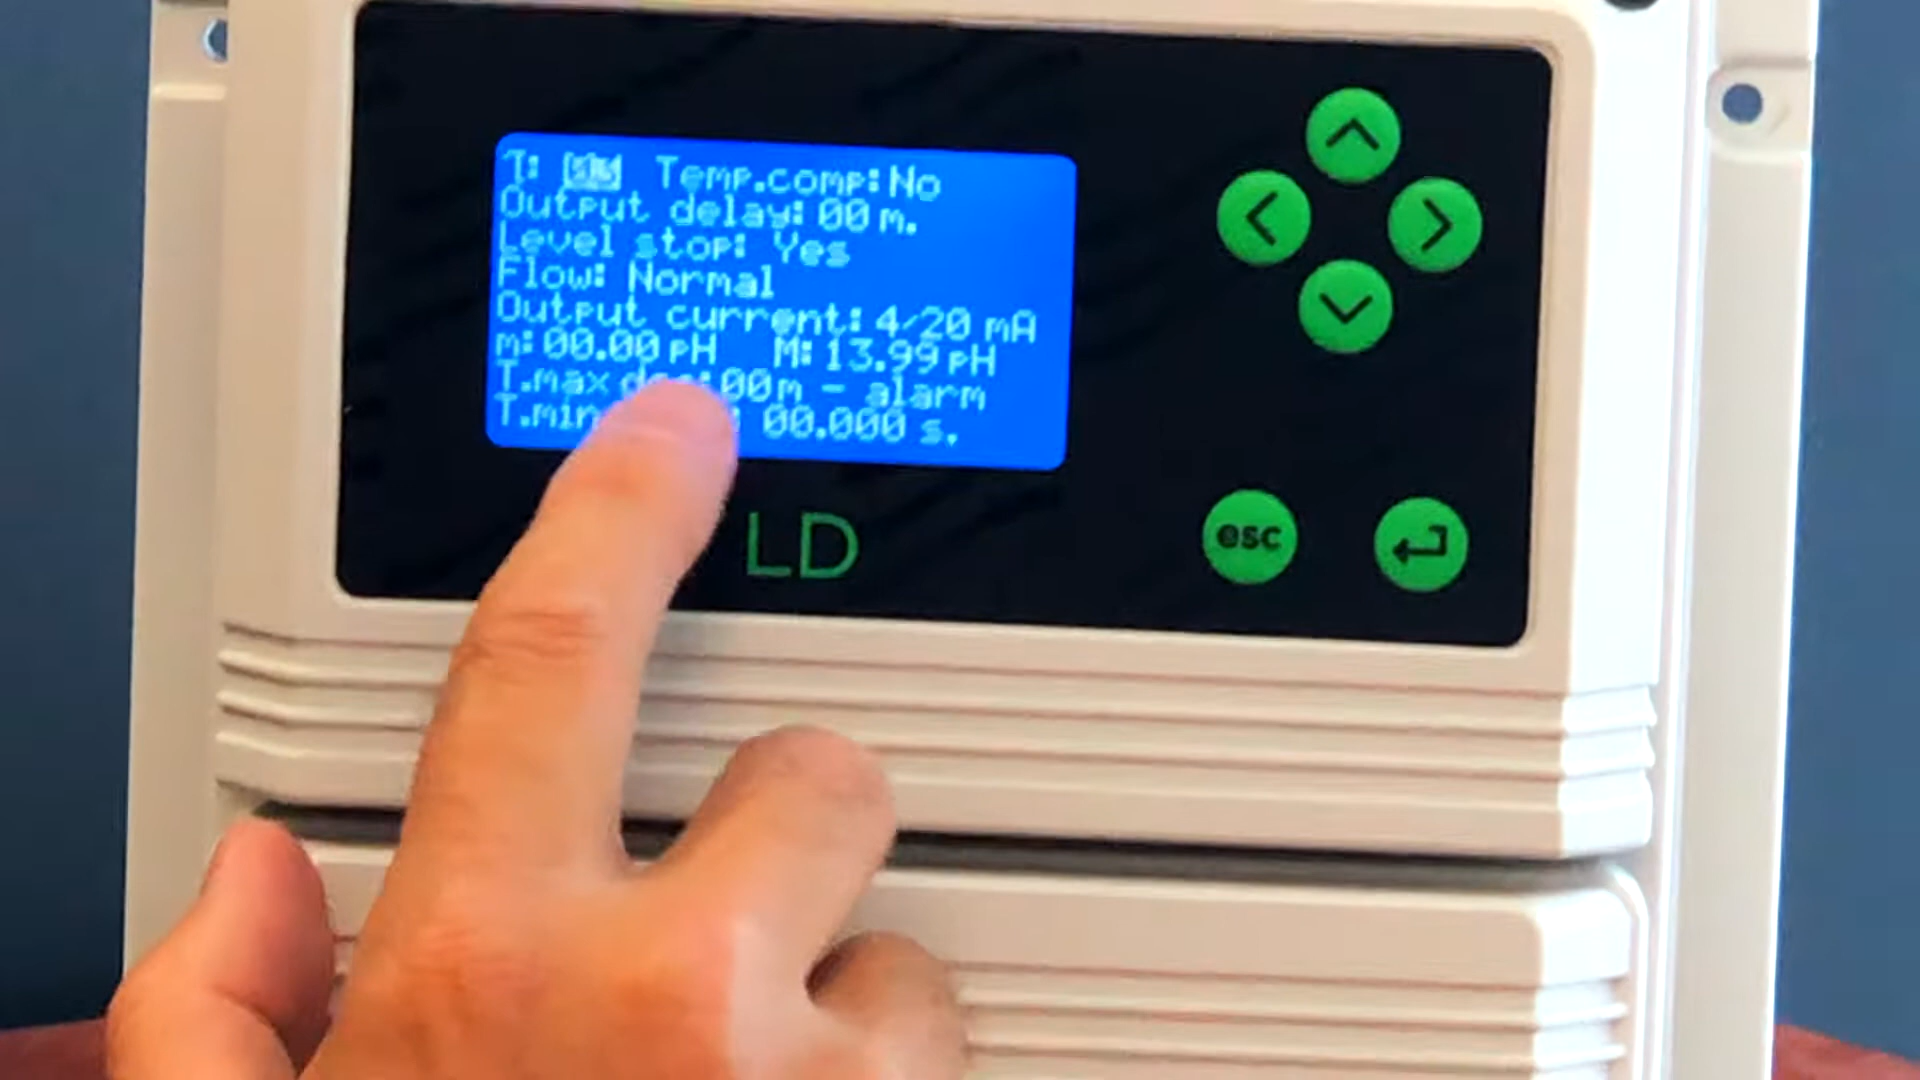 T: Temp.comp: No
Output delay: 00 m.
Level stop: Yes
Flow: Normal
Output current: 4/20 mA
m: 00.00 pH M: 13.99 pH
T.max 00m - alarm
T.min : 00.000 s.
LD
esc